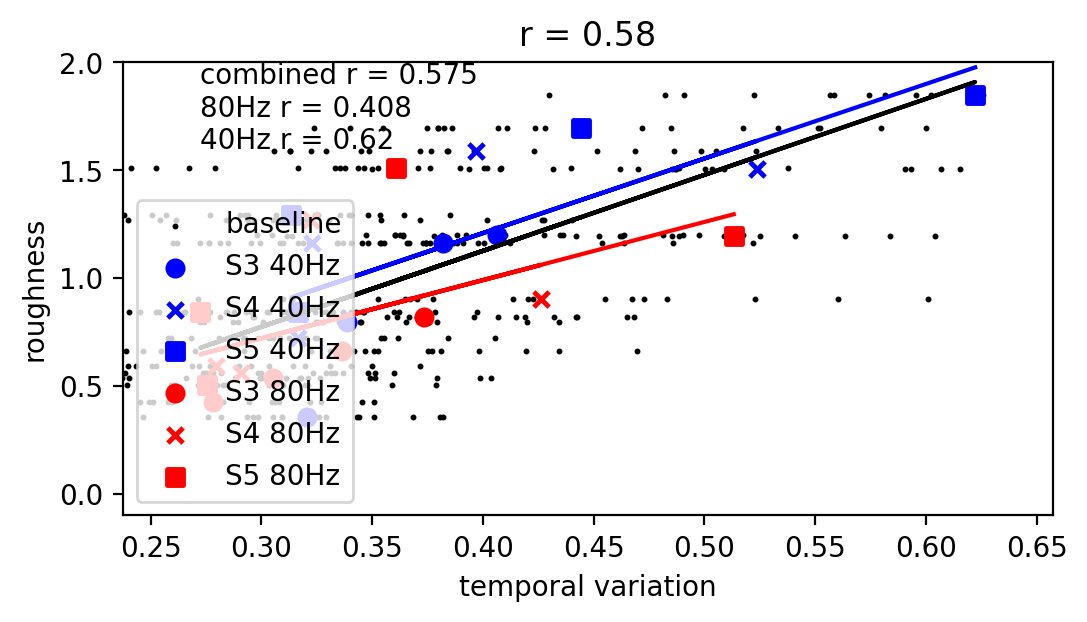 r = 0.58
combined r = 0.575
80Hz r = 0.408
40Hz r = 0.62
2.0
1.5
1.0
0.5
0.0
roughness
baseline
S3 40Hz
S4 40Hz
S5 40Hz
S3 80Hz
S4 80Hz
S5 80Hz
0.25 0.30 0.35 0.40 0.45 0.50 0.55 0.60 0.65
temporal variation